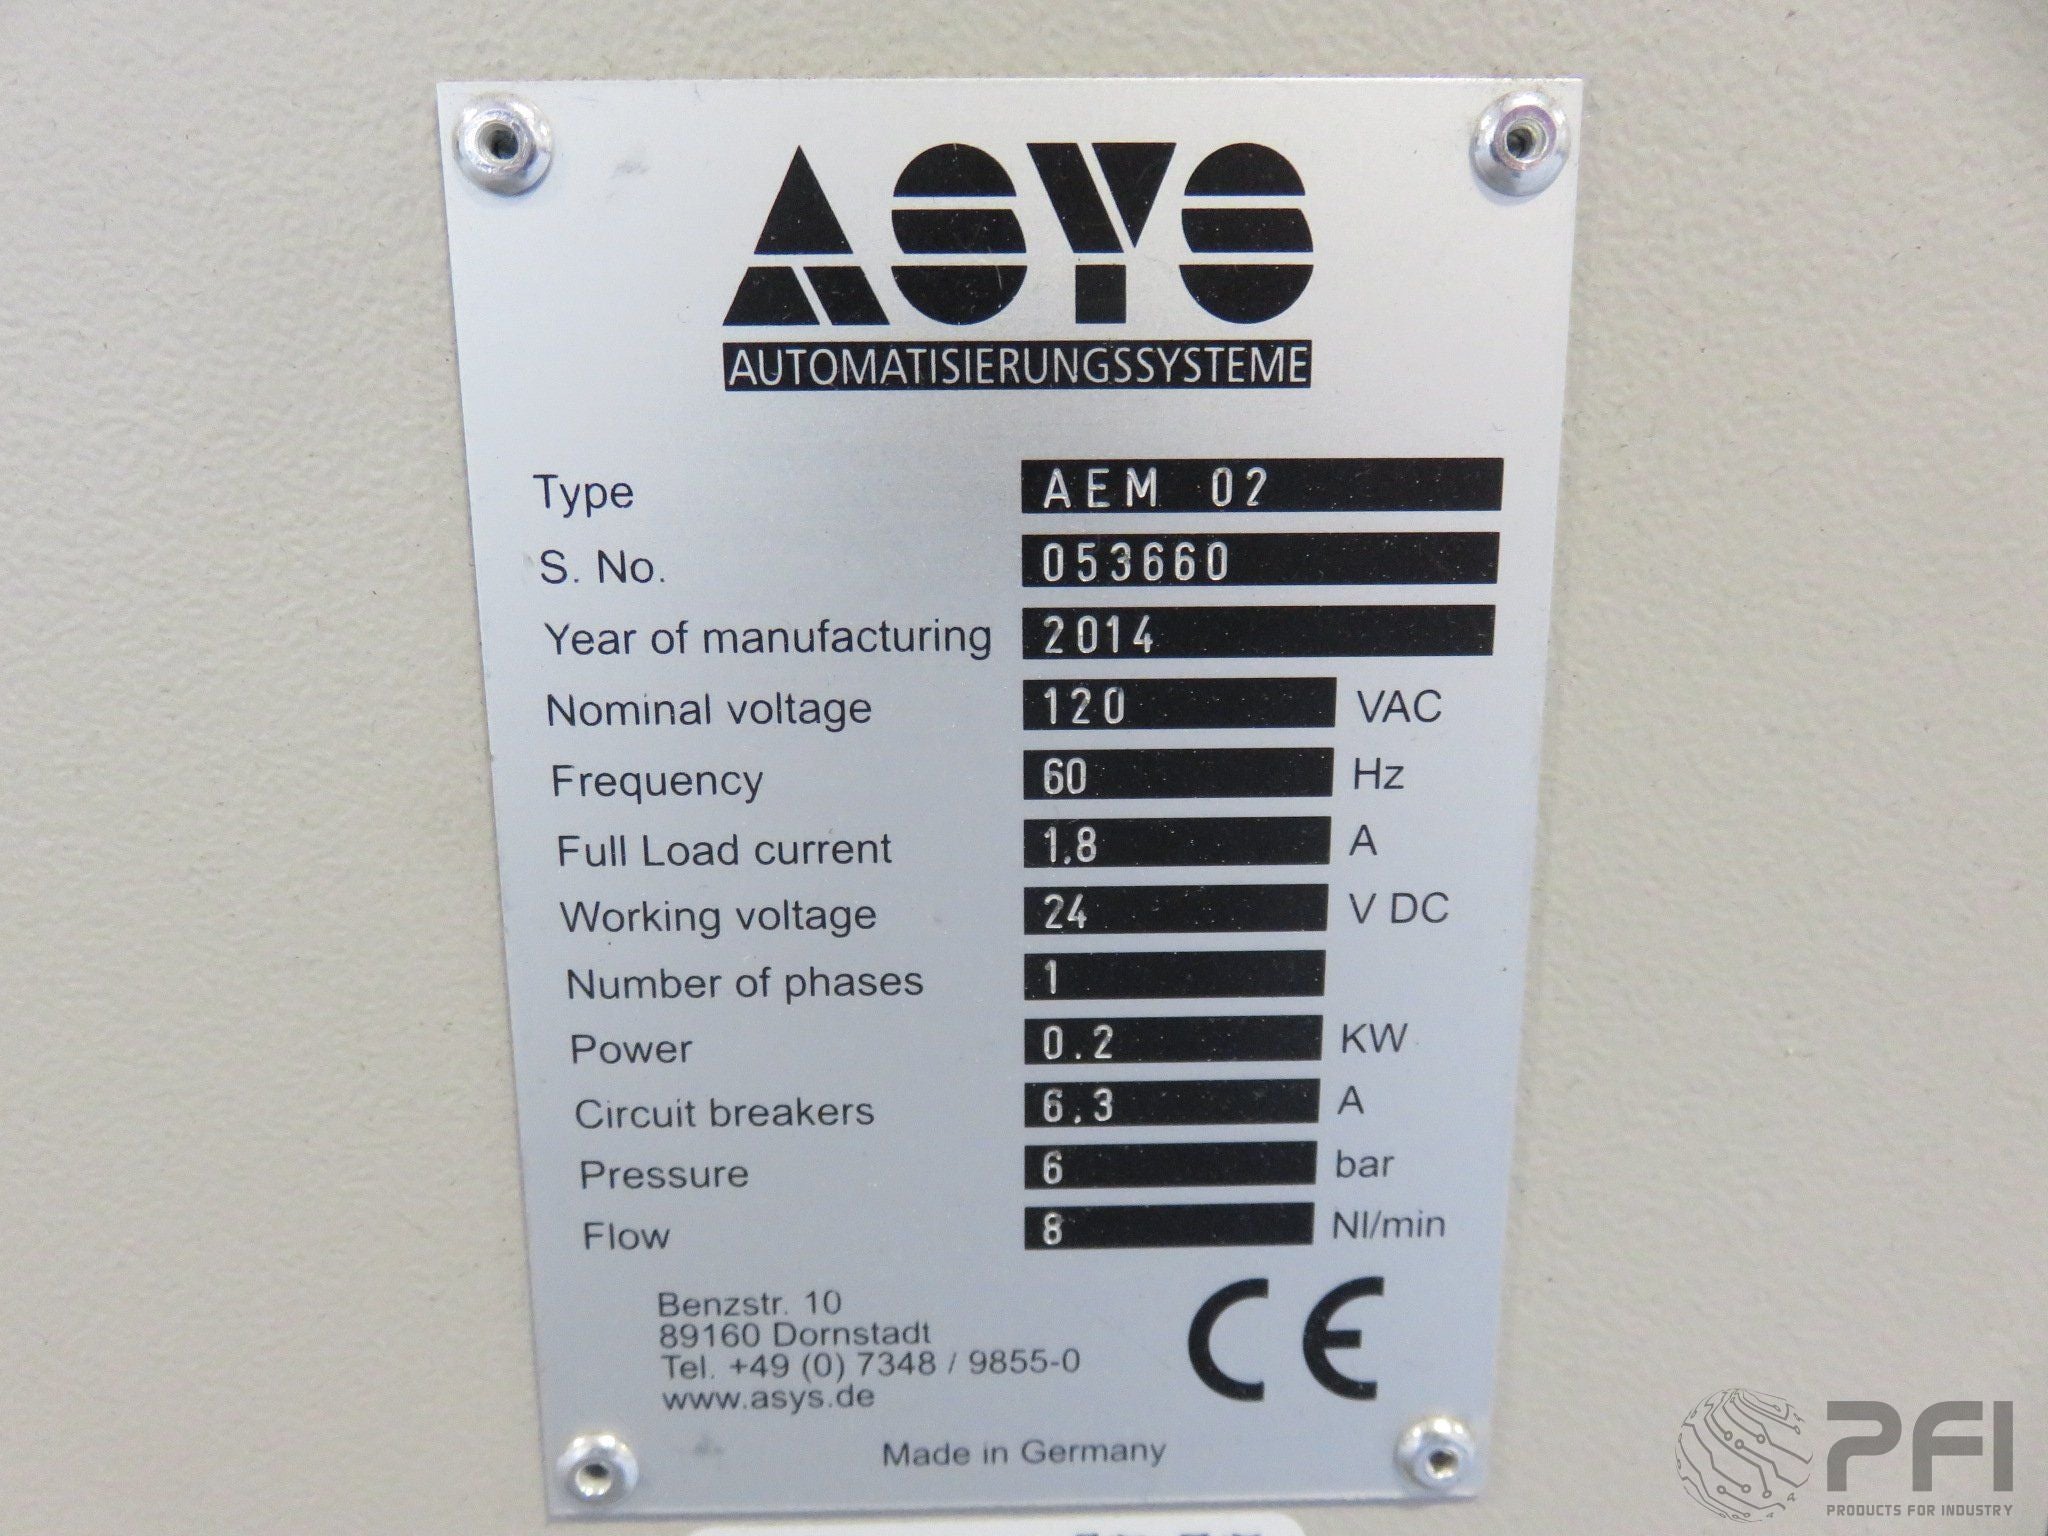 ASYS
AUTOMATISIERUNGSSYSTEME
Type AEM 02
S. No. 053660
Year of manufacturing 2014
Nominal voltage 120 VAC
Frequency 60 Hz
Full Load current 1.8 A
Working voltage 24 V DC
Number of phases 1
Power 0.2 KW
Circuit breakers 6.3 A
Pressure 6 bar
Flow 8 Nl/min
Benzstr. 10
89160 Dornstadt
Tel. +49 (0) 7348 / 9855-0
www.asys.de
CE
Made in Germany
PFI
PRODUCTS FOR INDUSTRY